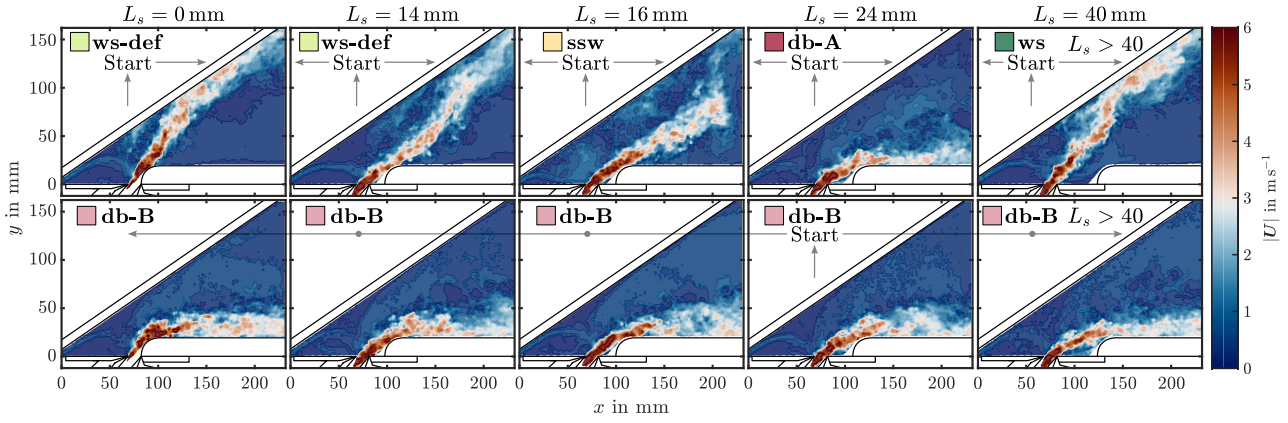 L_s = 0 mm L_s = 14 mm L_s = 16 mm L_s = 24 mm L_s = 40 mm
ws-def ws-def ssw db-A ws L_s > 40
Start Start Start Start Start
150
100
50
0
y in mm
db-B db-B db-B db-B db-B L_s > 40
Start
150
100
50
0
0 50 100 150 200 0 50 100 150 200 0 50 100 150 200 0 50 100 150 200 0 50 100 150 200
x in mm
6
5
4
3
2
1
0
|U| in m s⁻¹